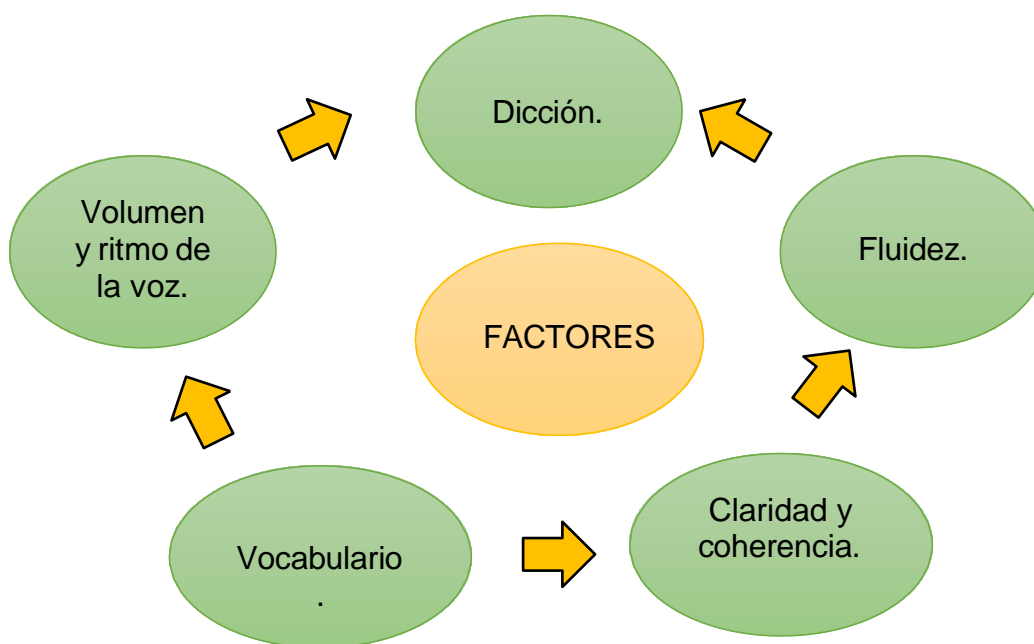 Dicción.
Volumen
y ritmo de
la voz.
Fluidez.
FACTORES
Claridad y
coherencia.
Vocabulario
.